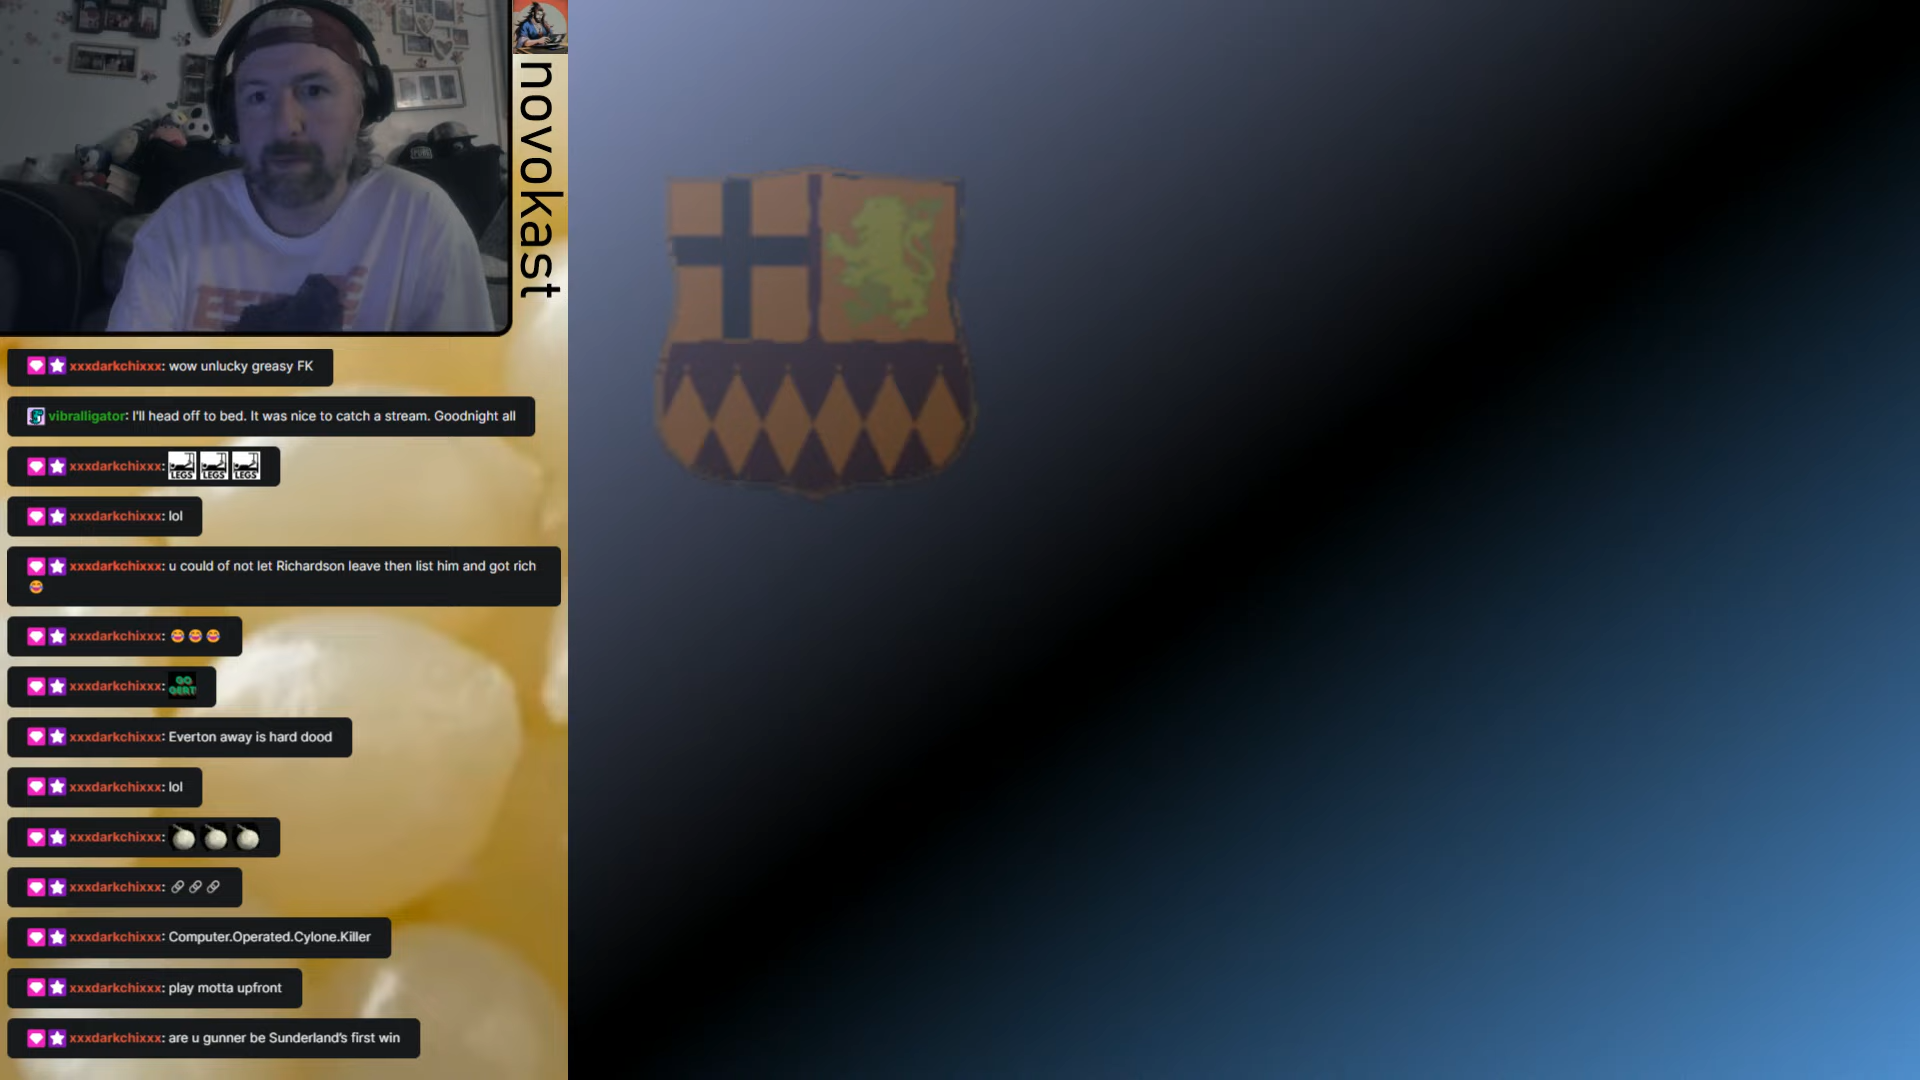 novokast
xxxdarkchixxx: wow unlucky greasy FK
vibralligator: I'll head off to bed. It was nice to catch a stream. Goodnight all
xxxdarkchixxx: LEGS LEGS LEGS
xxxdarkchixxx: lol
xxxdarkchixxx: u could of not let Richardson leave then list him and got rich
xxxdarkchixxx:
xxxdarkchixxx: GO GERT
xxxdarkchixxx: Everton away is hard dood
xxxdarkchixxx: lol
xxxdarkchixxx:
xxxdarkchixxx:
xxxdarkchixxx: Computer.Operated.Cylone.Killer
xxxdarkchixxx: play motta upfront
xxxdarkchixxx: are u gunner be Sunderland's first win